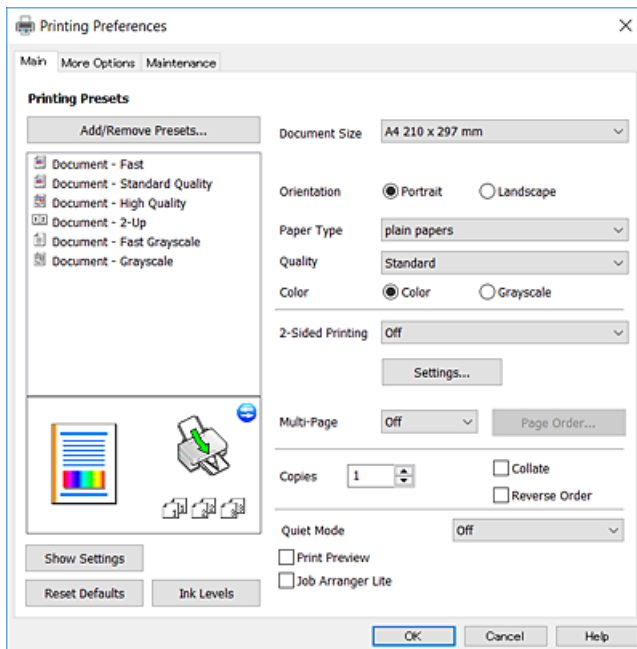 Printing Preferences
Main More Options Maintenance
Printing Presets
Add/Remove Presets...
Document - Fast
Document - Standard Quality
Document - High Quality
Document - 2-Up
Document - Fast Grayscale
Document - Grayscale
Show Settings
Reset Defaults Ink Levels
Document Size A4 210 x 297 mm
Orientation Portrait Landscape
Paper Type plain papers
Quality Standard
Color Color Grayscale
2-Sided Printing Off
Settings...
Multi-Page Off Page Order...
Copies 1 Collate
Reverse Order
Quiet Mode Off
Print Preview
Job Arranger Lite
OK Cancel Help